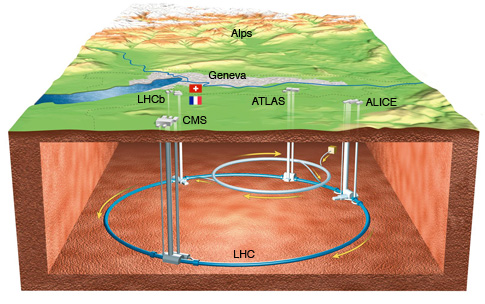 Alps
Geneva
LHCb
ATLAS
ALICE
CMS
LHC